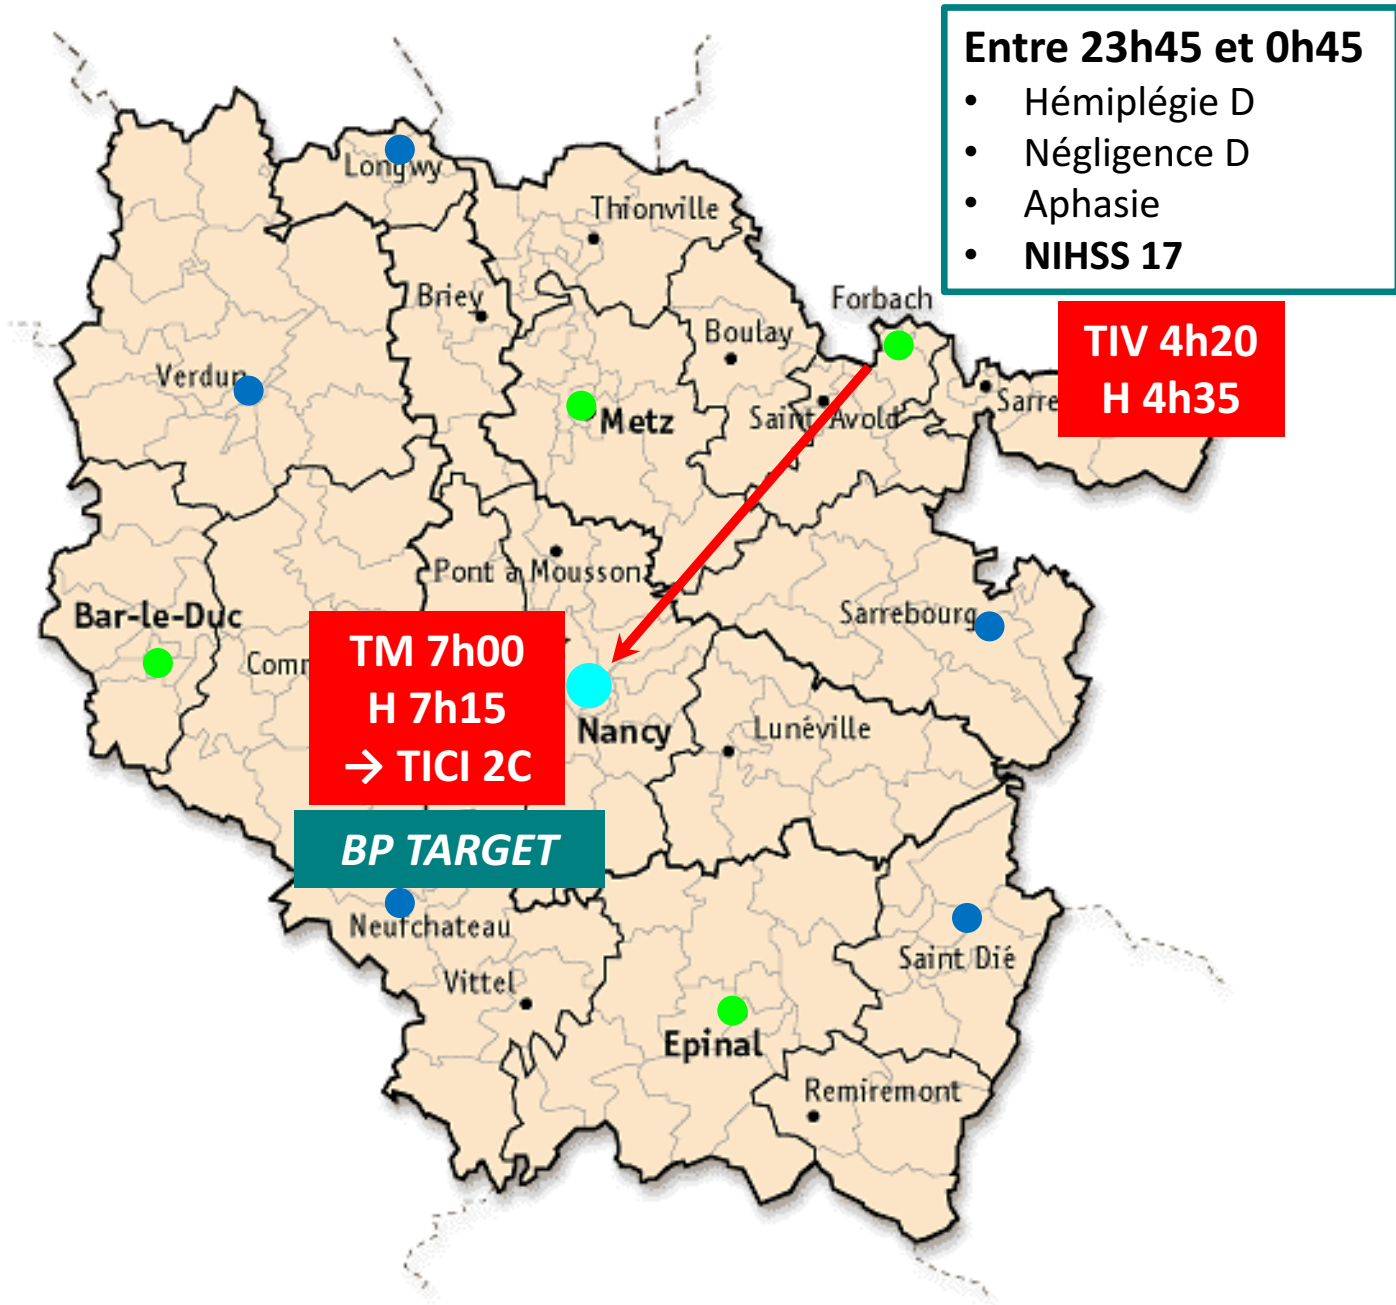 Entre 23h45 et 0h45
• Hémiplégie D
• Négligence D
• Aphasie
• NIHSS 17
Longwy
Thionville
Briey
Forbach
Boulay
TIV 4h20
H 4h35
Verdun
Metz
Saint Avold
Sarre
Pont à Mousson
Bar-le-Duc
Sarrebourg
TM 7h00
H 7h15
→ TICI 2C
Comm
Nancy
Lunéville
BP TARGET
Neufchateau
Saint Dié
Vittel
Epinal
Remiremont